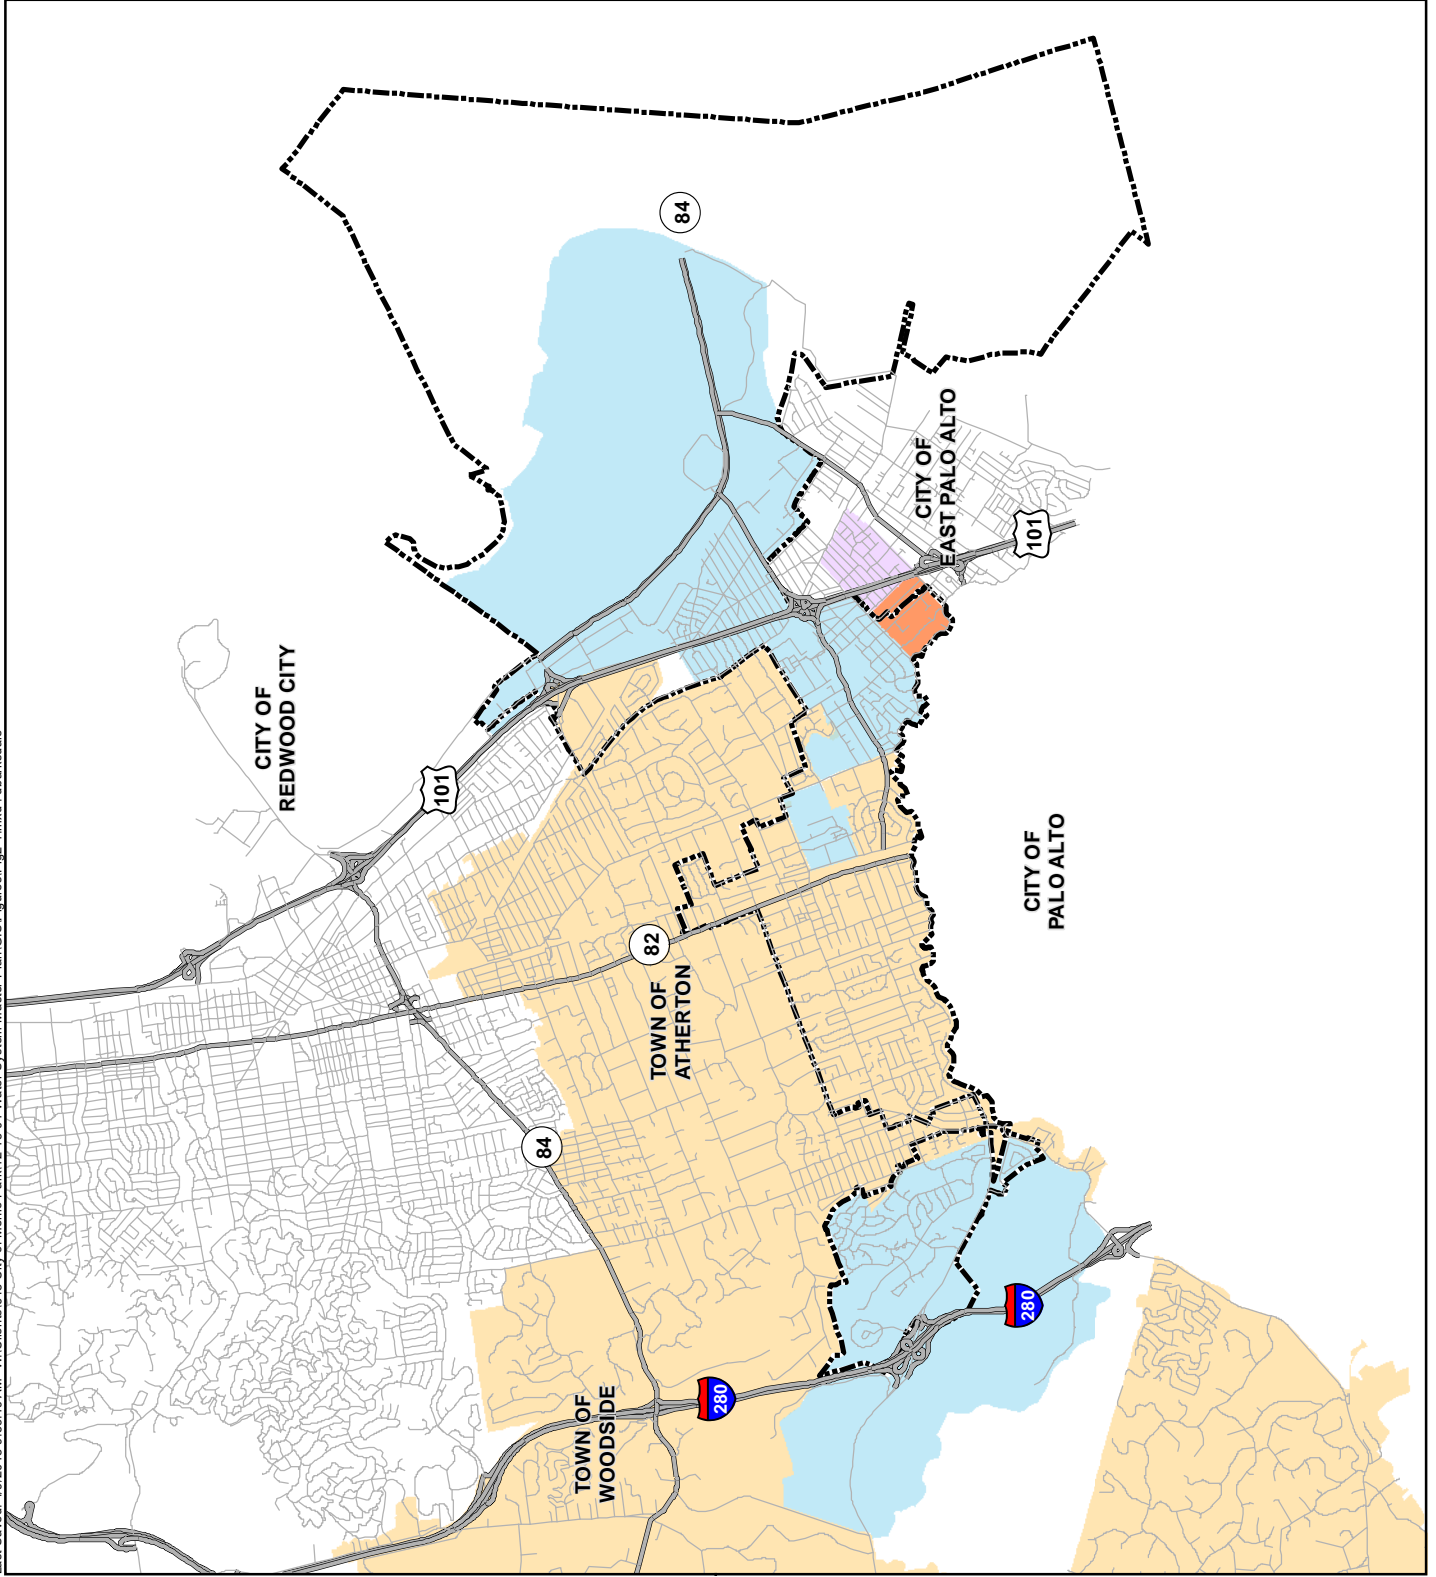 84
CITY OF
EAST PALO ALTO
101
CITY OF
REDWOOD CITY
101
CITY OF
PALO ALTO
82
TOWN OF
ATHERTON
84
280
280
TOWN OF
WOODSIDE